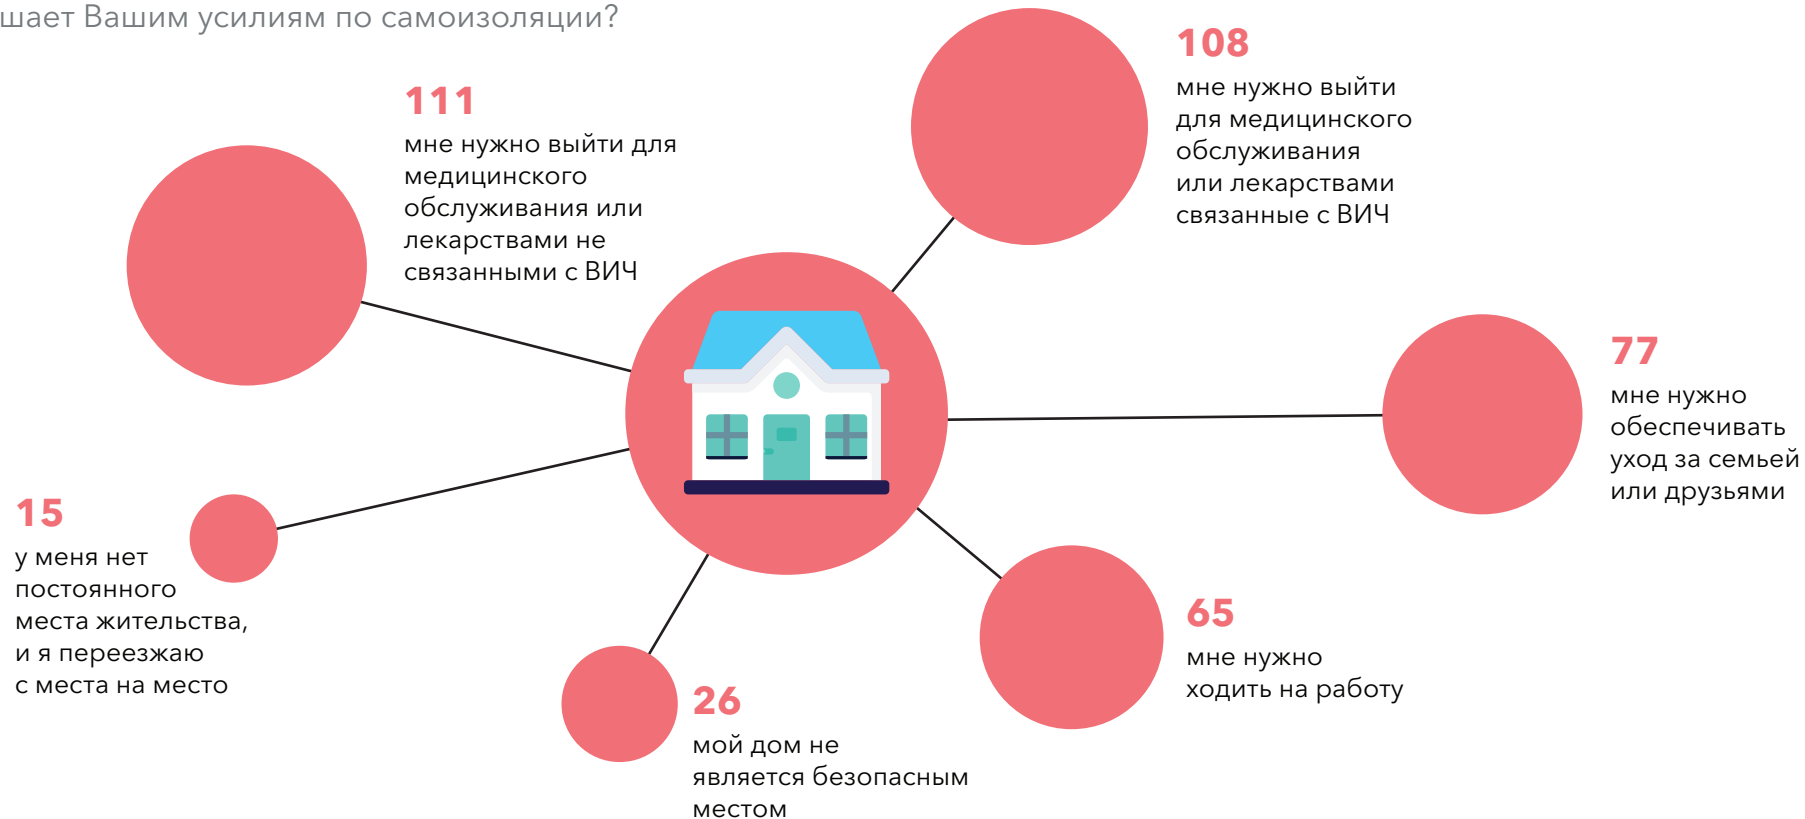 шает Вашим усилиям по самоизоляции?
111
мне нужно выйти для
медицинского
обслуживания или
лекарствами не
связанными с ВИЧ
108
мне нужно выйти
для медицинского
обслуживания
или лекарствами
связанные с ВИЧ
77
мне нужно
обеспечивать
уход за семьей
или друзьями
15
у меня нет
постоянного
места жительства,
и я переезжаю
с места на место
65
мне нужно
ходить на работу
26
мой дом не
является безопасным
местом